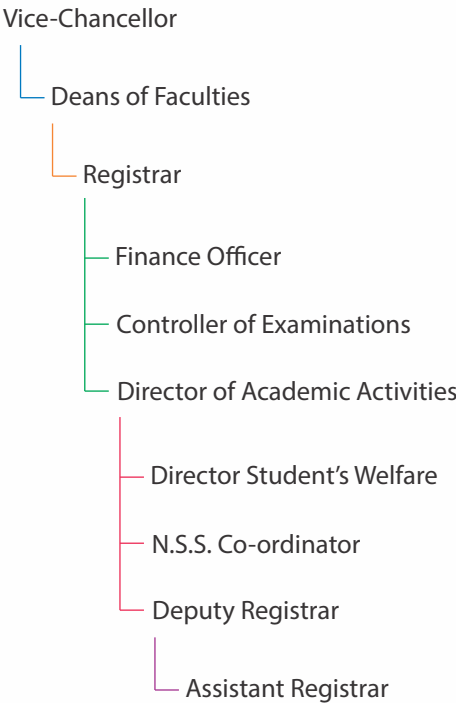 Vice-Chancellor
Deans of Faculties
Registrar
Finance Officer
Controller of Examinations
Director of Academic Activities
Director Student’s Welfare
N.S.S. Co-ordinator
Deputy Registrar
Assistant Registrar